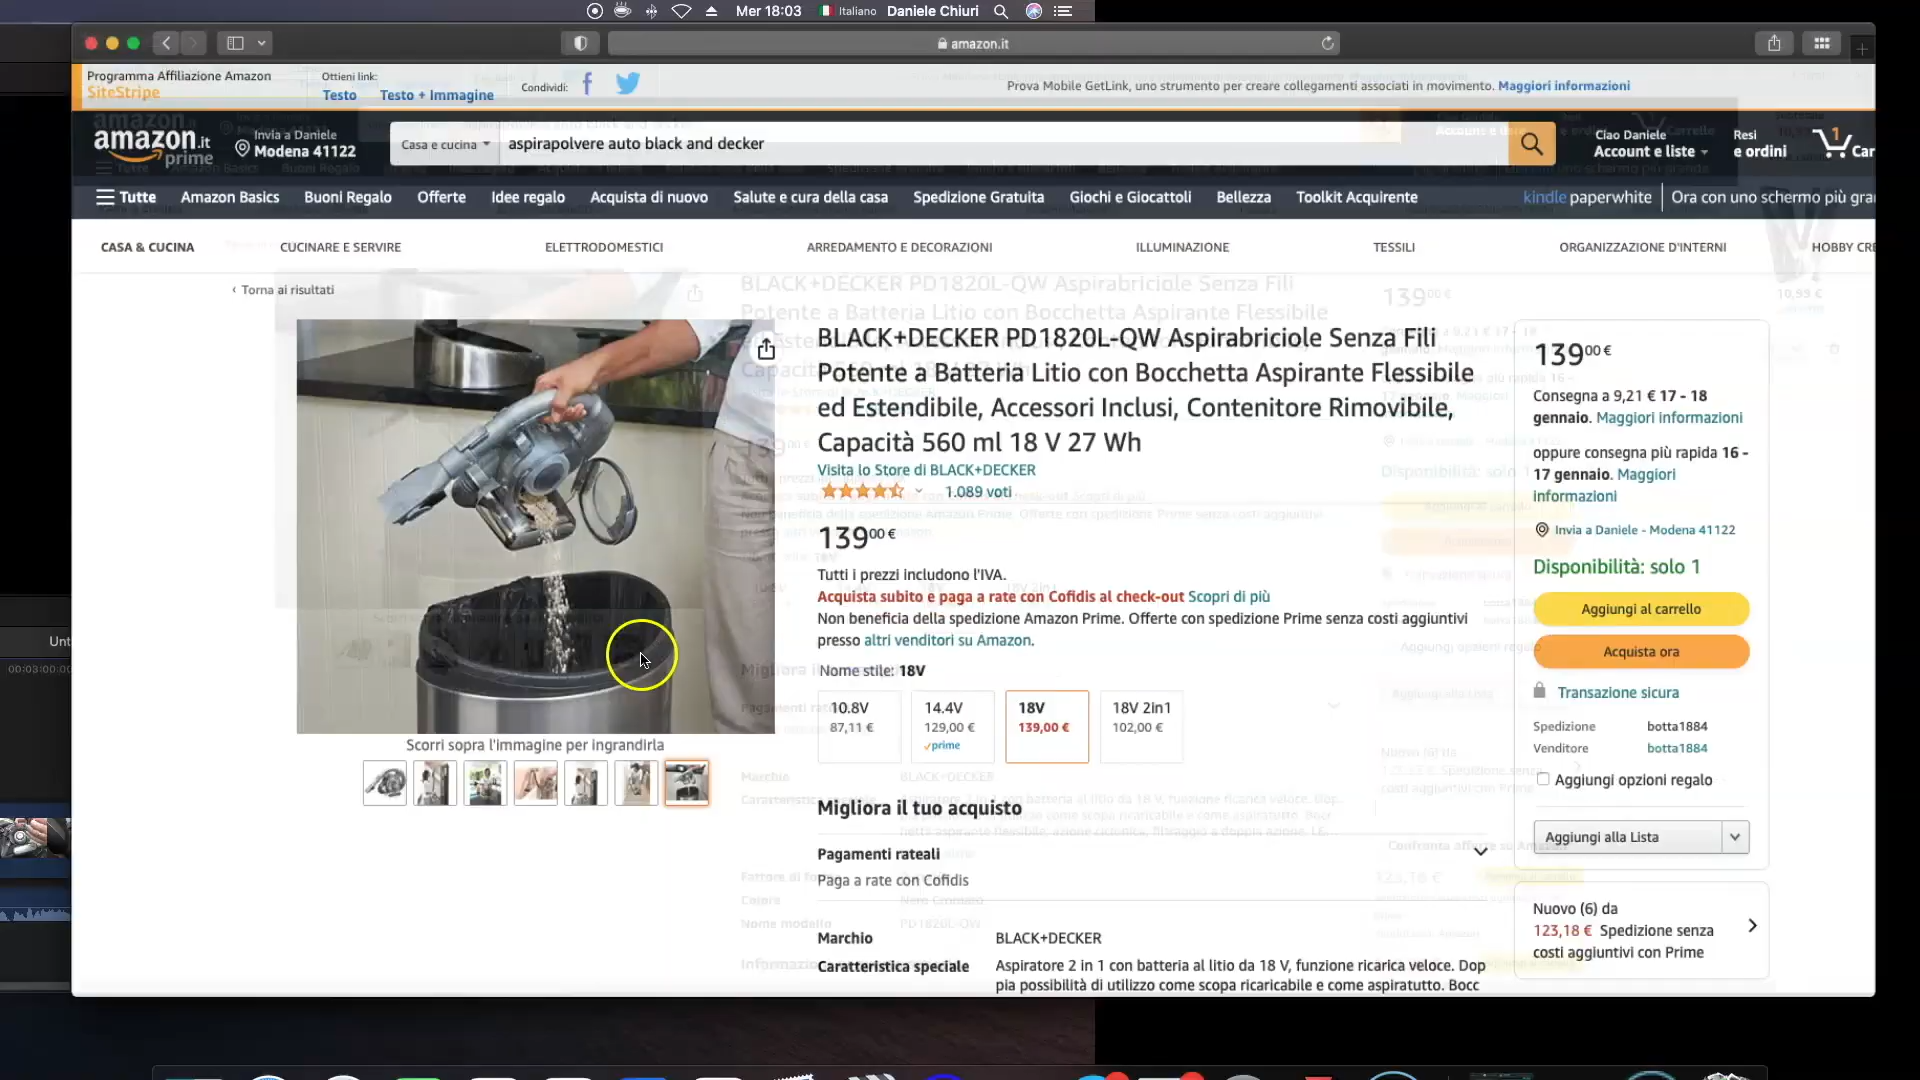 Mer 18:03 Italiano Daniele Chiuri
amazon.it
Programma Affiliazione Amazon
SiteStripe
Ottieni link:
Testo Testo + Immagine
Condividi:
Prova Mobile GetLink, uno strumento per creare collegamenti associati in movimento. Maggiori informazioni
amazon.it
prime
Invia a Daniele
Modena 41122
Casa e cucina
aspirapolvere auto black and decker
Ciao Daniele
Account e liste
Resi
e ordini
1
Car
Tutte Amazon Basics Buoni Regalo Offerte Idee regalo Acquista di nuovo Salute e cura della casa Spedizione Gratuita Giochi e Giocattoli Bellezza Toolkit Acquirente
kindle paperwhite Ora con uno schermo più gra
CASA & CUCINA CUCINARE E SERVIRE ELETTRODOMESTICI ARREDAMENTO E DECORAZIONI ILLUMINAZIONE TESSILI ORGANIZZAZIONE D'INTERNI HOBBY CRE
‹ Torna ai risultati
BLACK+DECKER PD1820L-QW Aspirabriciole Senza Fili
Potente a Batteria Litio con Bocchetta Aspirante Flessibile
ed Estendibile, Accessori Inclusi, Contenitore Rimovibile,
Capacità 560 ml 18 V 27 Wh
Visita lo Store di BLACK+DECKER
1.089 voti
139,00 €
Tutti i prezzi includono l'IVA.
Acquista subito e paga a rate con Cofidis al check-out Scopri di più
Non beneficia della spedizione Amazon Prime. Offerte con spedizione Prime senza costi aggiuntivi
presso altri venditori su Amazon.
Nome stile: 18V
10.8V 14.4V 18V 18V 2in1
87,11 € 129,00 € 139,00 € 102,00 €
prime
Scorri sopra l'immagine per ingrandirla
Migliora il tuo acquisto
Pagamenti rateali
Paga a rate con Cofidis
Marchio BLACK+DECKER
Caratteristica speciale Aspiratore 2 in 1 con batteria al litio da 18 V, funzione ricarica veloce. Dop
pia possibilità di utilizzo come scopa ricaricabile e come aspiratutto. Bocc
139,00 €
Consegna a 9,21 € 17 - 18
gennaio. Maggiori informazioni
oppure consegna più rapida 16 -
17 gennaio. Maggiori
informazioni
Invia a Daniele - Modena 41122
Disponibilità: solo 1
Aggiungi al carrello
Acquista ora
Transazione sicura
Spedizione botta1884
Venditore botta1884
Aggiungi opzioni regalo
Aggiungi alla Lista
Nuovo (6) da
123,18 € Spedizione senza
costi aggiuntivi con Prime
Unt
00:03:00:00